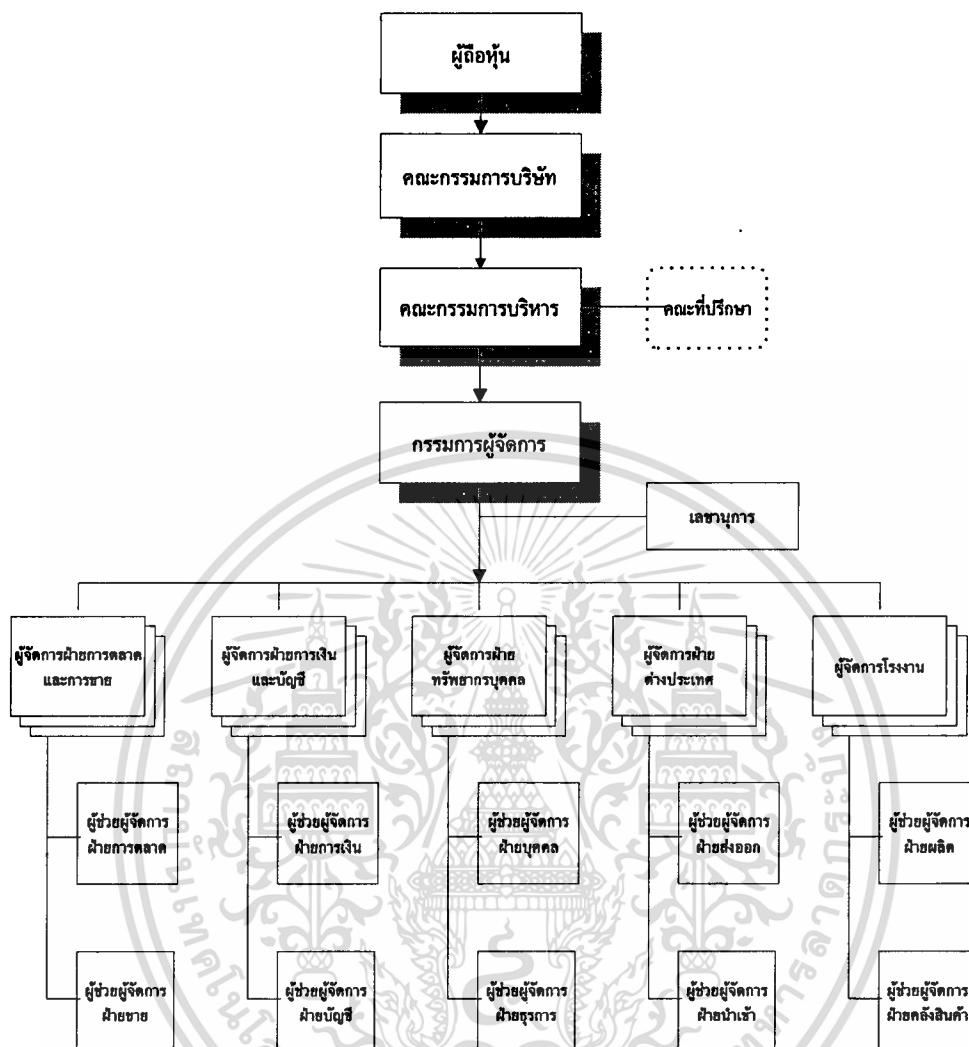 ผู้ถือหุ้น
คณะกรรมการบริษัท
คณะกรรมการบริหาร
คณะที่ปรึกษา
กรรมการผู้จัดการ
เลขานุการ
ผู้จัดการฝ่ายการตลาด
และการขาย
ผู้จัดการฝ่ายการเงิน
และบัญชี
ผู้จัดการฝ่าย
ทรัพยากรบุคคล
ผู้จัดการฝ่าย
ต่างประเทศ
ผู้จัดการโรงงาน
ผู้ช่วยผู้จัดการ
ฝ่ายการตลาด
ผู้ช่วยผู้จัดการ
ฝ่ายการเงิน
ผู้ช่วยผู้จัดการ
ฝ่ายบุคคล
ผู้ช่วยผู้จัดการ
ฝ่ายส่งออก
ผู้ช่วยผู้จัดการ
ฝ่ายผลิต
ผู้ช่วยผู้จัดการ
ฝ่ายขาย
ผู้ช่วยผู้จัดการ
ฝ่ายบัญชี
ผู้ช่วยผู้จัดการ
ฝ่ายธุรการ
ผู้ช่วยผู้จัดการ
ฝ่ายนำเข้า
ผู้ช่วยผู้จัดการ
ฝ่ายคลังสินค้า